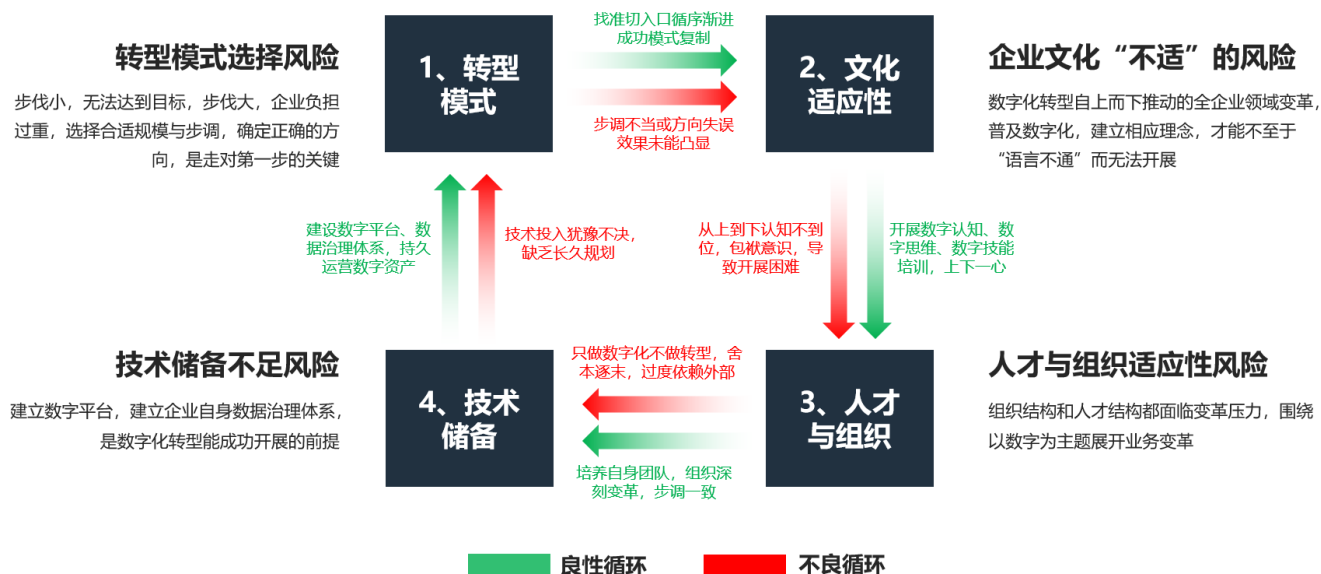 转型模式选择风险
步伐小，无法达到目标，步伐大，企业负担
过重，选择合适规模与步调，确定正确的方
向，是走对第一步的关键
1、转型
模式
找准切入口循序渐进
成功模式复制
步调不当或方向失误
效果未能凸显
2、文化
适应性
企业文化“不适”的风险
数字化转型自上而下推动的全企业领域变革，
普及数字化，建立相应理念，才能不至于
“语言不通”而无法开展
建设数字平台、数
据治理体系，持久
运营数字资产
技术投入犹豫不决，
缺乏长久规划
从上到下认知不到
位，包袱意识，导
致开展困难
开展数字认知、数
字思维、数字技能
培训，上下一心
技术储备不足风险
建立数字平台，建立企业自身数据治理体系，
是数字化转型能成功开展的前提
4、技术
储备
只做数字化不做转型，舍
本逐末，过度依赖外部
培养自身团队，组织深
刻变革，步调一致
3、人才
与组织
人才与组织适应性风险
组织结构和人才结构都面临变革压力，围绕
以数字为主题展开业务变革
良性循环
不良循环